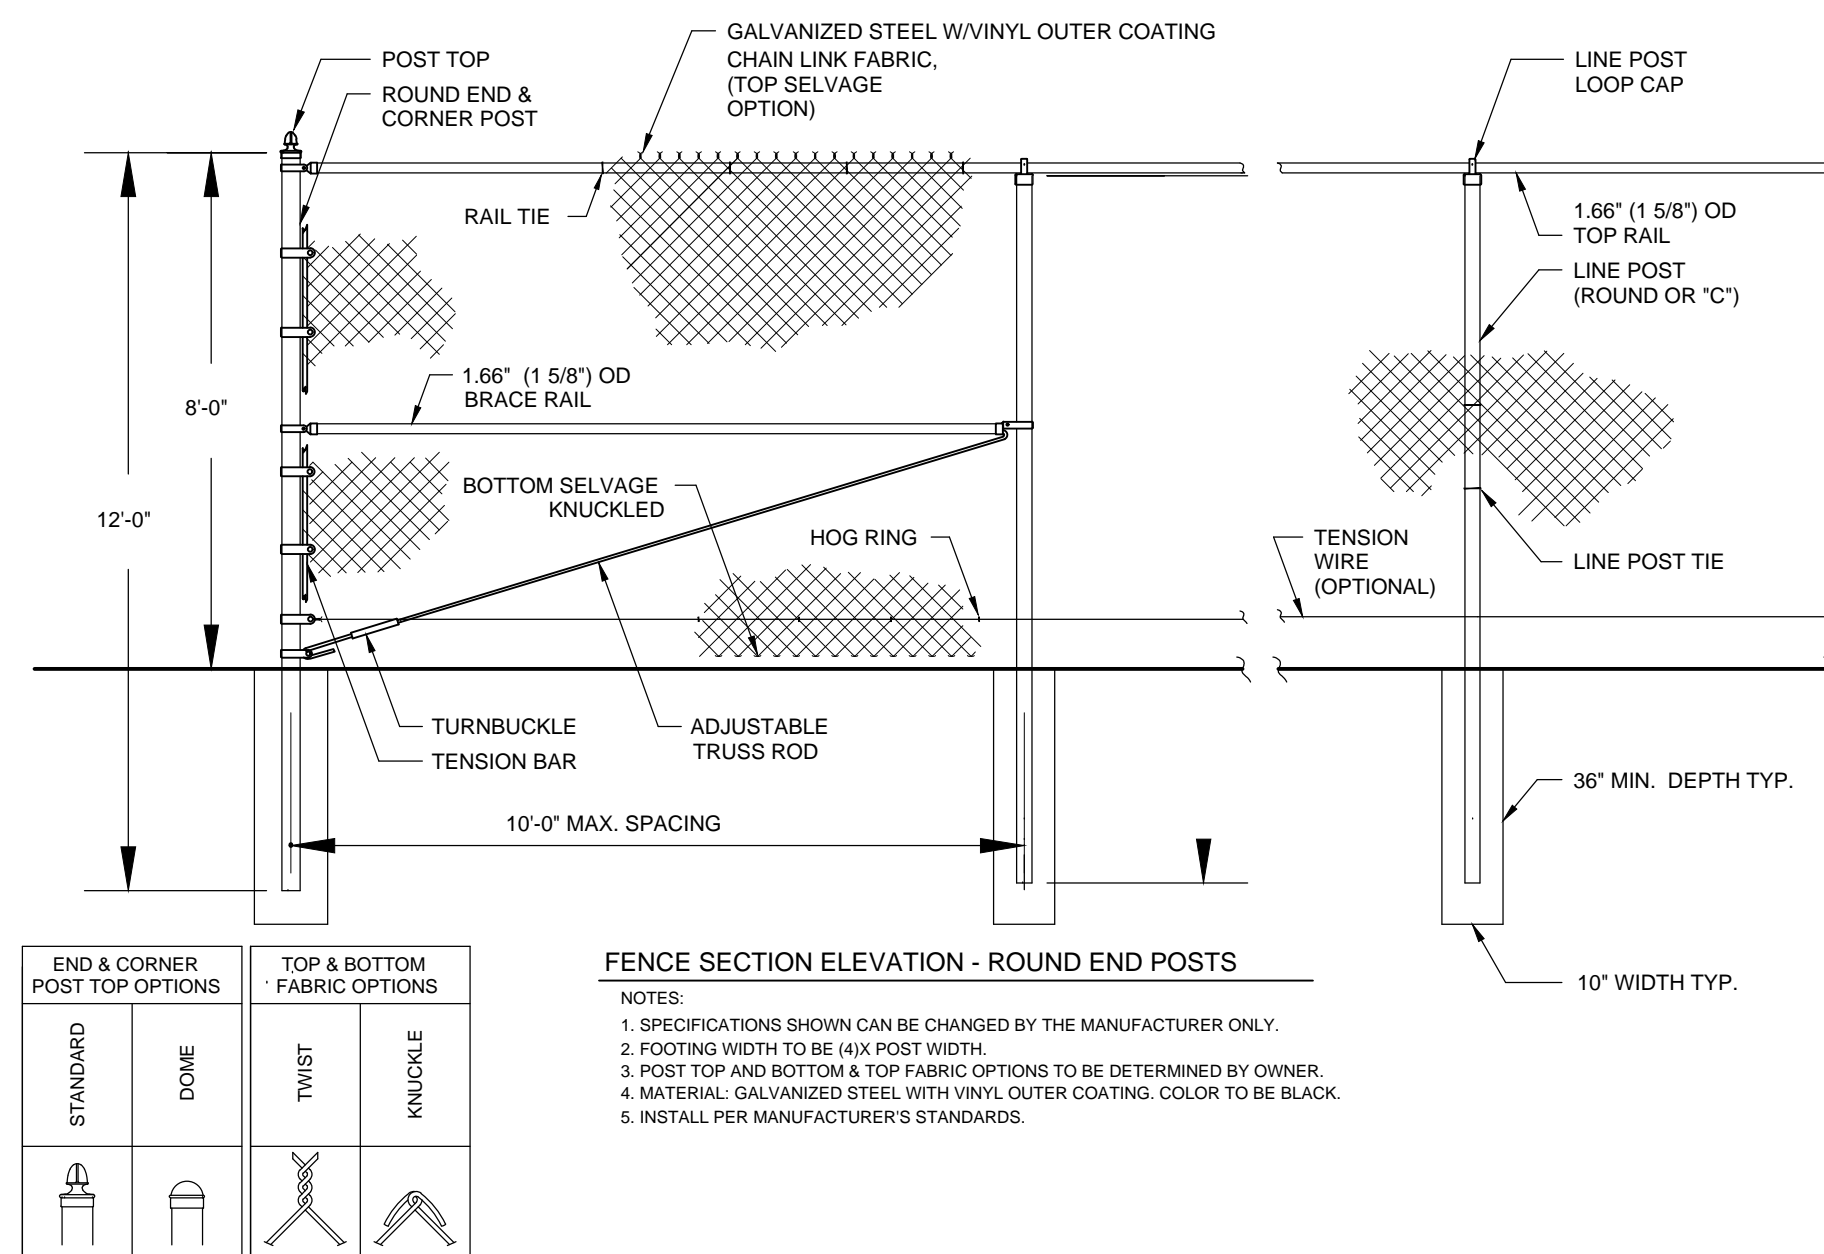 GALVANIZED STEEL W/VINYL OUTER COATING
CHAIN LINK FABRIC,
(TOP SELVAGE
OPTION)
POST TOP
ROUND END &
CORNER POST
LINE POST
LOOP CAP
RAIL TIE
1.66" (1 5/8") OD
TOP RAIL
LINE POST
(ROUND OR "C")
1.66" (1 5/8") OD
BRACE RAIL
8'-0"
12'-0"
BOTTOM SELVAGE
KNUCKLED
HOG RING
TENSION
WIRE
(OPTIONAL)
LINE POST TIE
TURNBUCKLE
TENSION BAR
ADJUSTABLE
TRUSS ROD
36" MIN. DEPTH TYP.
10'-0" MAX. SPACING
10" WIDTH TYP.
END & CORNER
POST TOP OPTIONS
STANDARD
DOME
TOP & BOTTOM
FABRIC OPTIONS
TWIST
KNUCKLE
FENCE SECTION ELEVATION - ROUND END POSTS
NOTES:
1. SPECIFICATIONS SHOWN CAN BE CHANGED BY THE MANUFACTURER ONLY.
2. FOOTING WIDTH TO BE (4)X POST WIDTH.
3. POST TOP AND BOTTOM & TOP FABRIC OPTIONS TO BE DETERMINED BY OWNER.
4. MATERIAL: GALVANIZED STEEL WITH VINYL OUTER COATING. COLOR TO BE BLACK.
5. INSTALL PER MANUFACTURER'S STANDARDS.